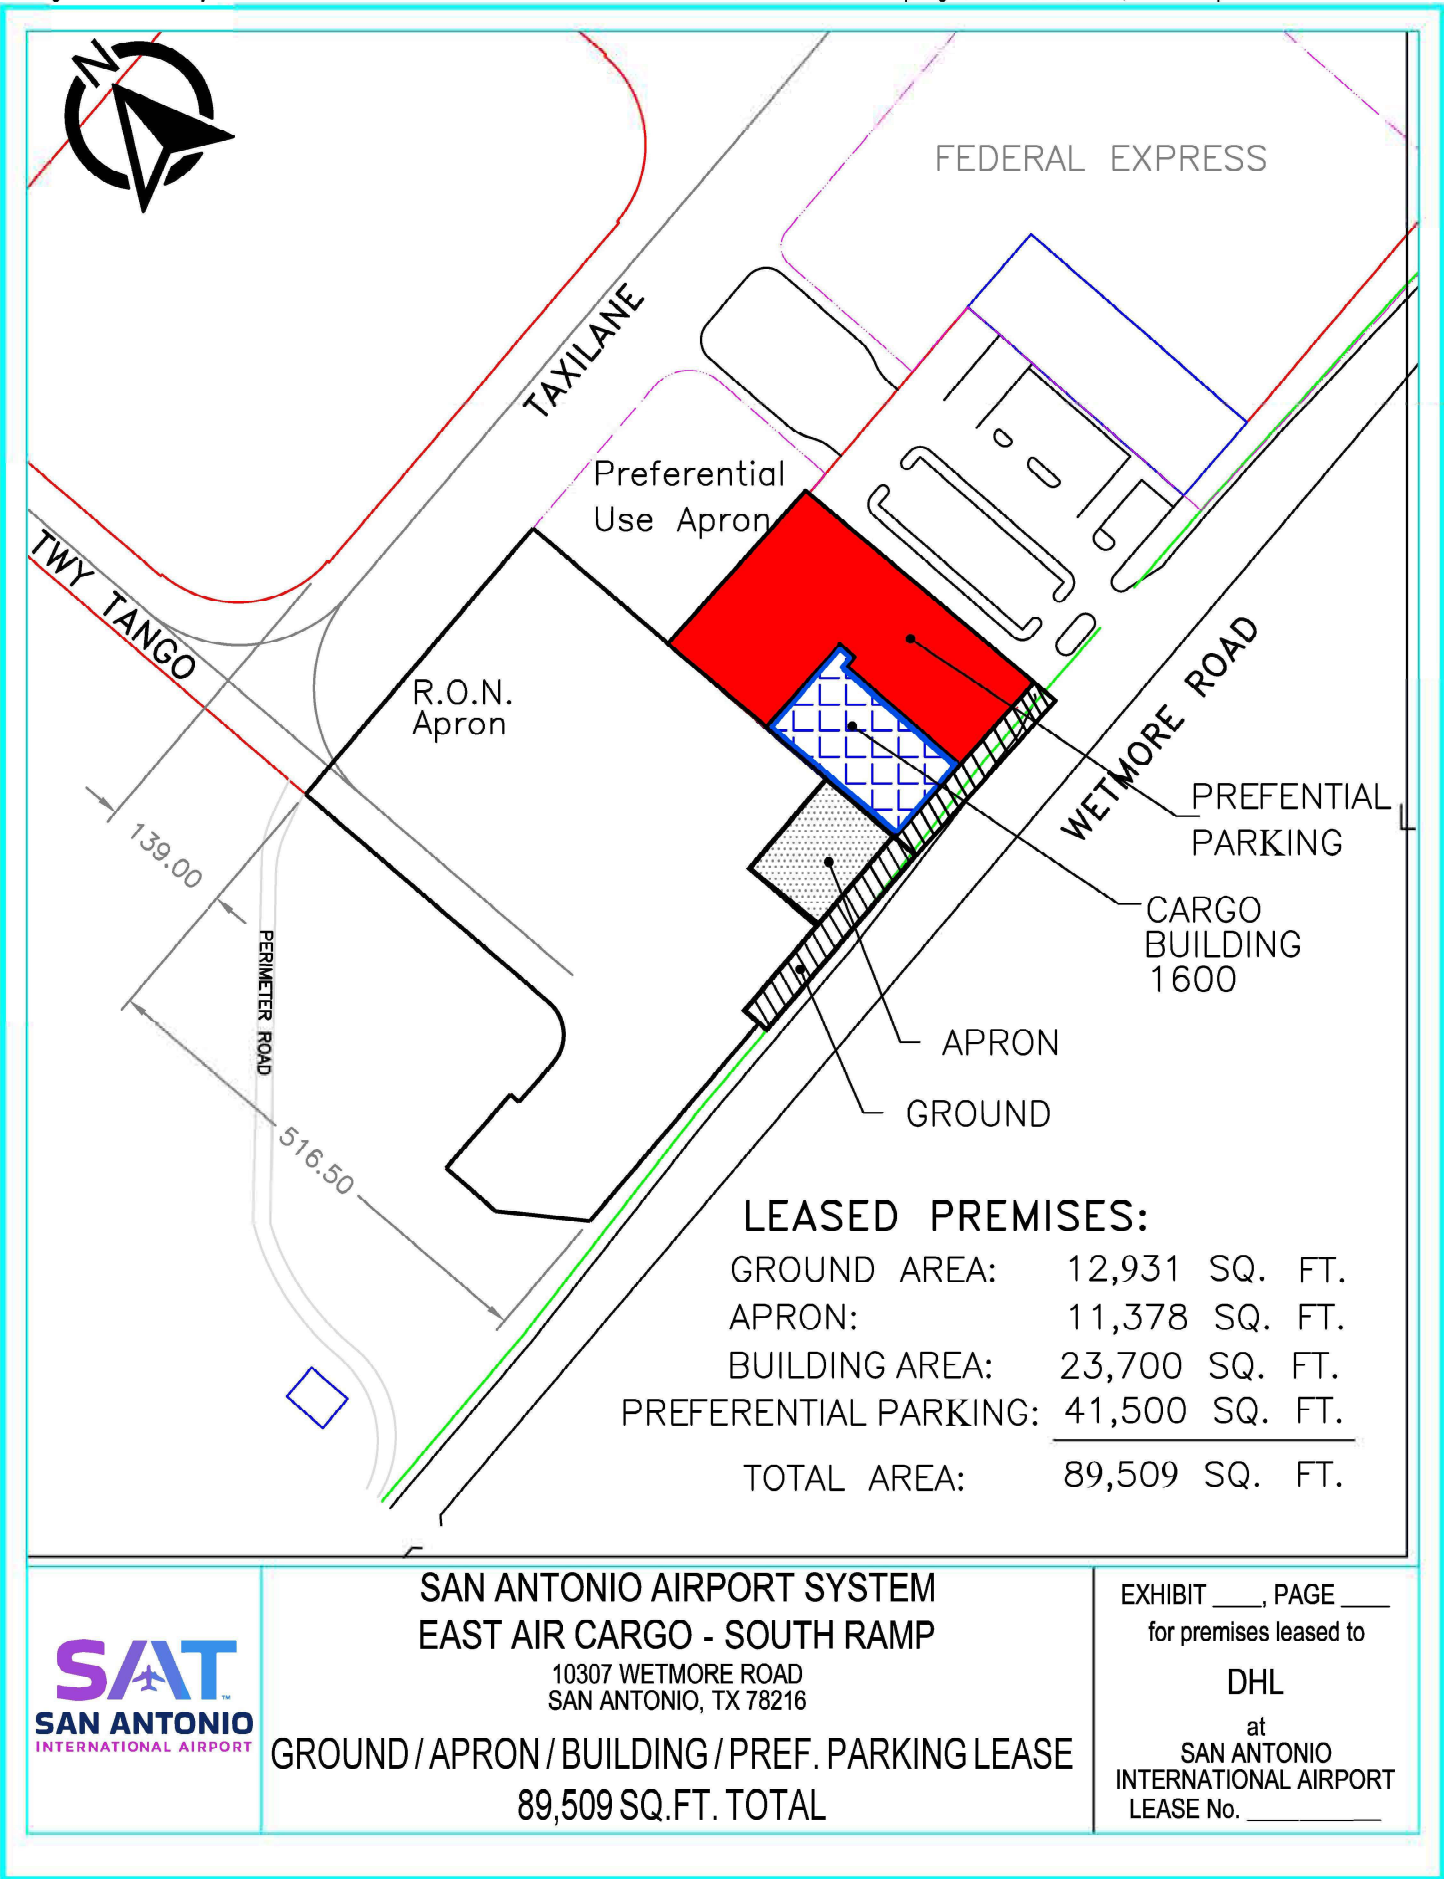 N
FEDERAL EXPRESS
TAXILANE
Preferential
Use Apron
TWY TANGO
R.O.N.
Apron
WETMORE ROAD
PREFENTIAL
PARKING
139.00
CARGO
BUILDING
1600
PERIMETER ROAD
APRON
GROUND
516.50
LEASED PREMISES:
GROUND AREA: 12,931 SQ. FT.
APRON: 11,378 SQ. FT.
BUILDING AREA: 23,700 SQ. FT.
PREFERENTIAL PARKING: 41,500 SQ. FT.
TOTAL AREA: 89,509 SQ. FT.
SAT™
SAN ANTONIO
INTERNATIONAL AIRPORT
SAN ANTONIO AIRPORT SYSTEM
EAST AIR CARGO - SOUTH RAMP
10307 WETMORE ROAD
SAN ANTONIO, TX 78216
GROUND / APRON / BUILDING / PREF. PARKING LEASE
89,509 SQ.FT. TOTAL
EXHIBIT ____, PAGE ____
for premises leased to
DHL
at
SAN ANTONIO
INTERNATIONAL AIRPORT
LEASE No. ___________